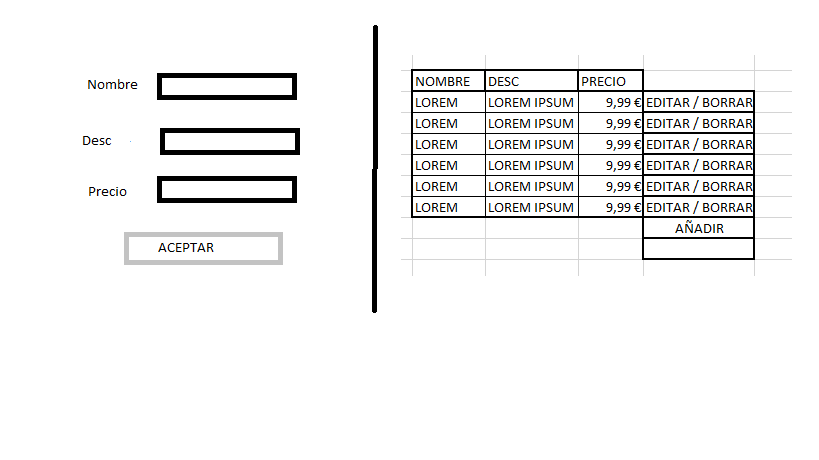 Nombre
Desc
Precio
ACEPTAR
NOMBRE DESC PRECIO
LOREM LOREM IPSUM 9,99 € EDITAR / BORRAR
LOREM LOREM IPSUM 9,99 € EDITAR / BORRAR
LOREM LOREM IPSUM 9,99 € EDITAR / BORRAR
LOREM LOREM IPSUM 9,99 € EDITAR / BORRAR
LOREM LOREM IPSUM 9,99 € EDITAR / BORRAR
LOREM LOREM IPSUM 9,99 € EDITAR / BORRAR
AÑADIR